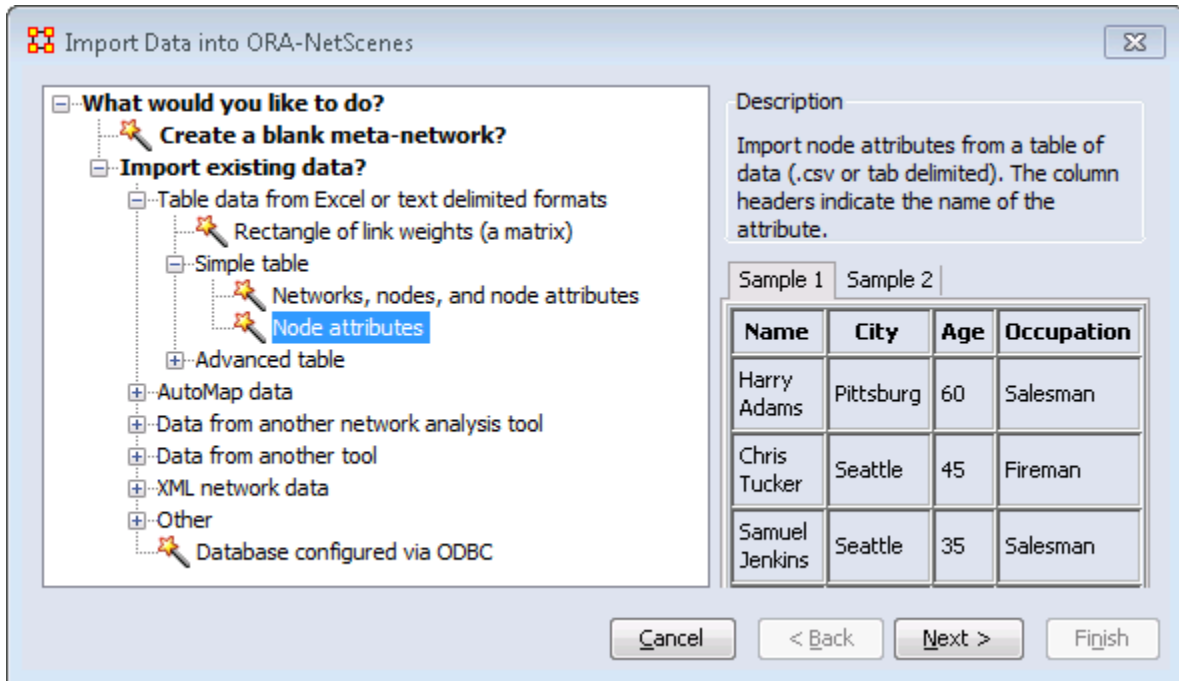 Import Data into ORA-NetScenes
What would you like to do?
Create a blank meta-network?
Import existing data?
Table data from Excel or text delimited formats
Rectangle of link weights (a matrix)
Simple table
Networks, nodes, and node attributes
Node attributes
Advanced table
AutoMap data
Data from another network analysis tool
Data from another tool
XML network data
Other
Database configured via ODBC
Description
Import node attributes from a table of
data (.csv or tab delimited). The column
headers indicate the name of the
attribute.
Sample 1 Sample 2
Name City Age Occupation
Harry
Adams Pittsburg 60 Salesman
Chris
Tucker Seattle 45 Fireman
Samuel
Jenkins Seattle 35 Salesman
Cancel < Back Next > Finish